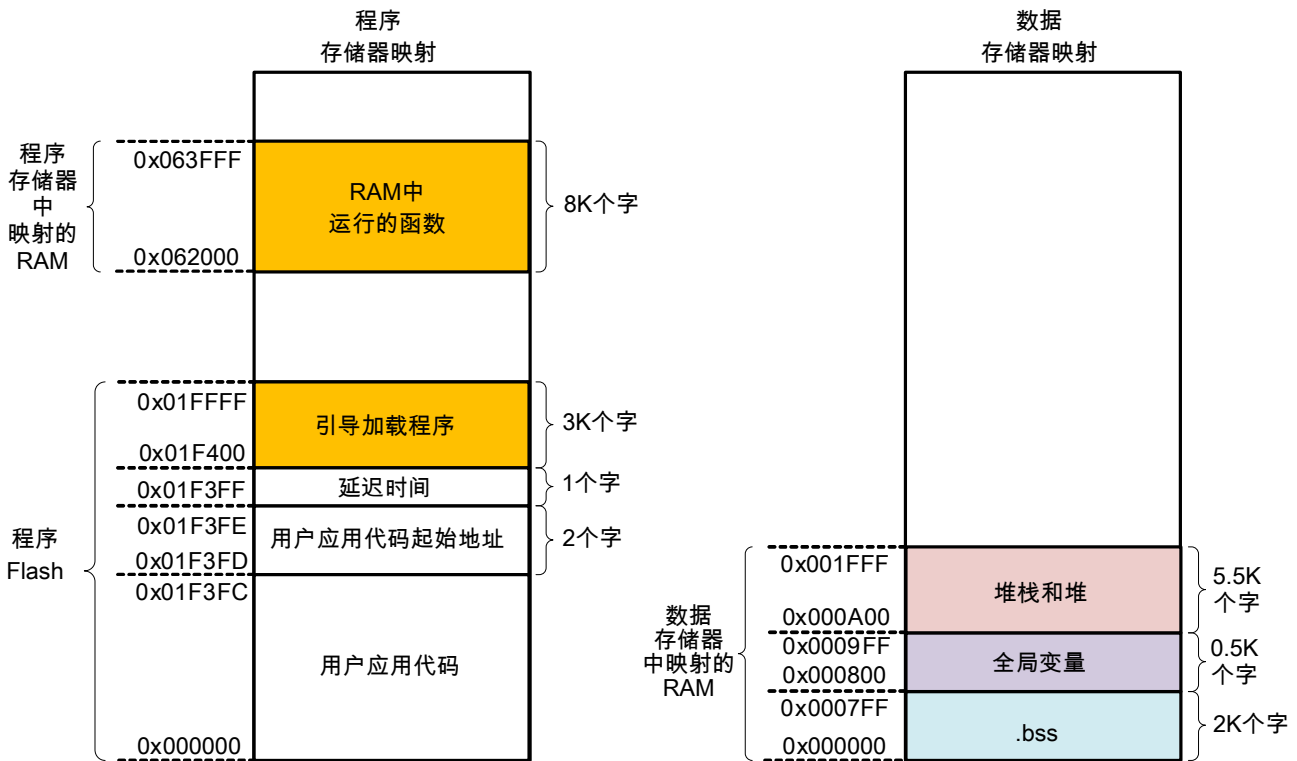 程序
存储器映射
程序
存储器
中
映射的
RAM
0x063FFF
RAM中
运行的函数
8K个字
0x062000
程序
Flash
0x01FFFF
引导加载程序
3K个字
0x01F400
0x01F3FF
延迟时间
1个字
0x01F3FE
用户应用代码起始地址
2个字
0x01F3FD
0x01F3FC
用户应用代码
0x000000
数据
存储器映射
数据
存储器
中映射的
RAM
0x001FFF
堆栈和堆
5.5K
个字
0x000A00
0x0009FF
全局变量
0.5K
个字
0x000800
0x0007FF
.bss
2K个字
0x000000